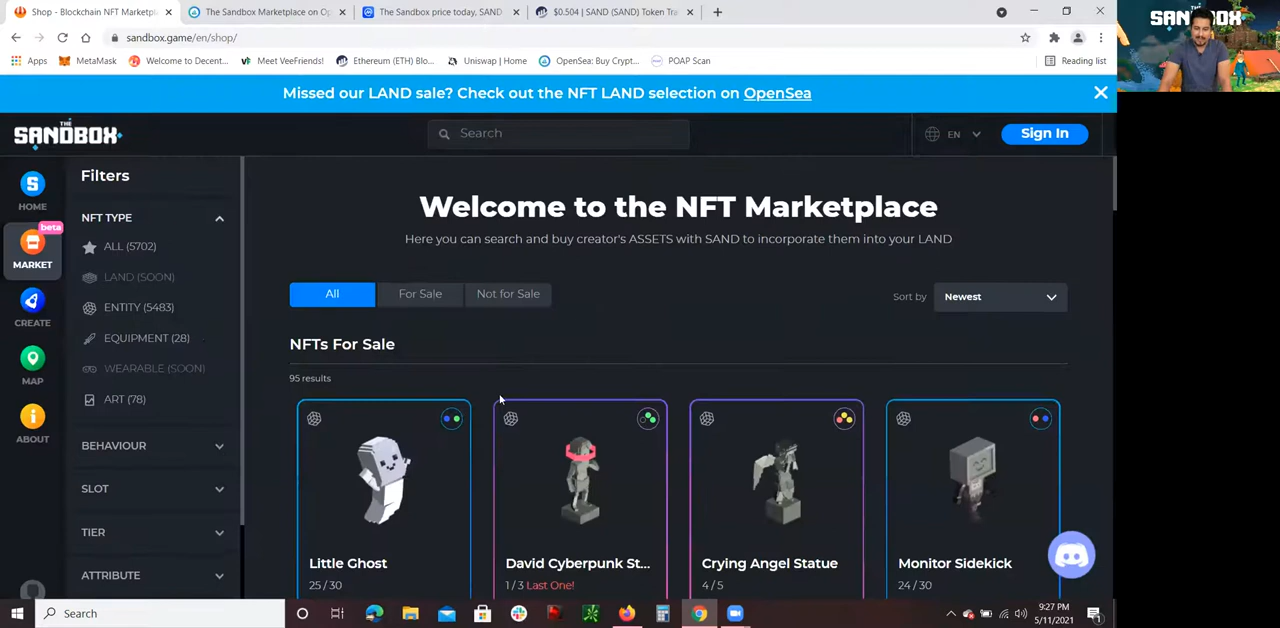 Shop - Blockchain NFT Marketpl
The Sandbox Marketplace on Op
The Sandbox price today, SAND
$0.504 | SAND (SAND) Token Tra
sandbox.game/en/shop/
Apps
MetaMask
Welcome to Decent...
Meet VeeFriends!
Ethereum (ETH) Blo...
Uniswap | Home
OpenSea: Buy Crypt...
POAP Scan
Reading list
Missed our LAND sale? Check out the NFT LAND selection on OpenSea
THE SANDBOX
Search
EN
Sign In
HOME
beta
MARKET
CREATE
MAP
ABOUT
Filters
NFT TYPE
ALL (5702)
LAND (SOON)
ENTITY (5483)
EQUIPMENT (28)
WEARABLE (SOON)
ART (78)
BEHAVIOUR
SLOT
TIER
ATTRIBUTE
Welcome to the NFT Marketplace
Here you can search and buy creator's ASSETS with SAND to incorporate them into your LAND
All
For Sale
Not for Sale
Sort by
Newest
NFTs For Sale
95 results
Little Ghost
25 / 30
David Cyberpunk St...
1 / 3 Last One!
Crying Angel Statue
4 / 5
Monitor Sidekick
24 / 30
Search
9:27 PM
5/11/2021